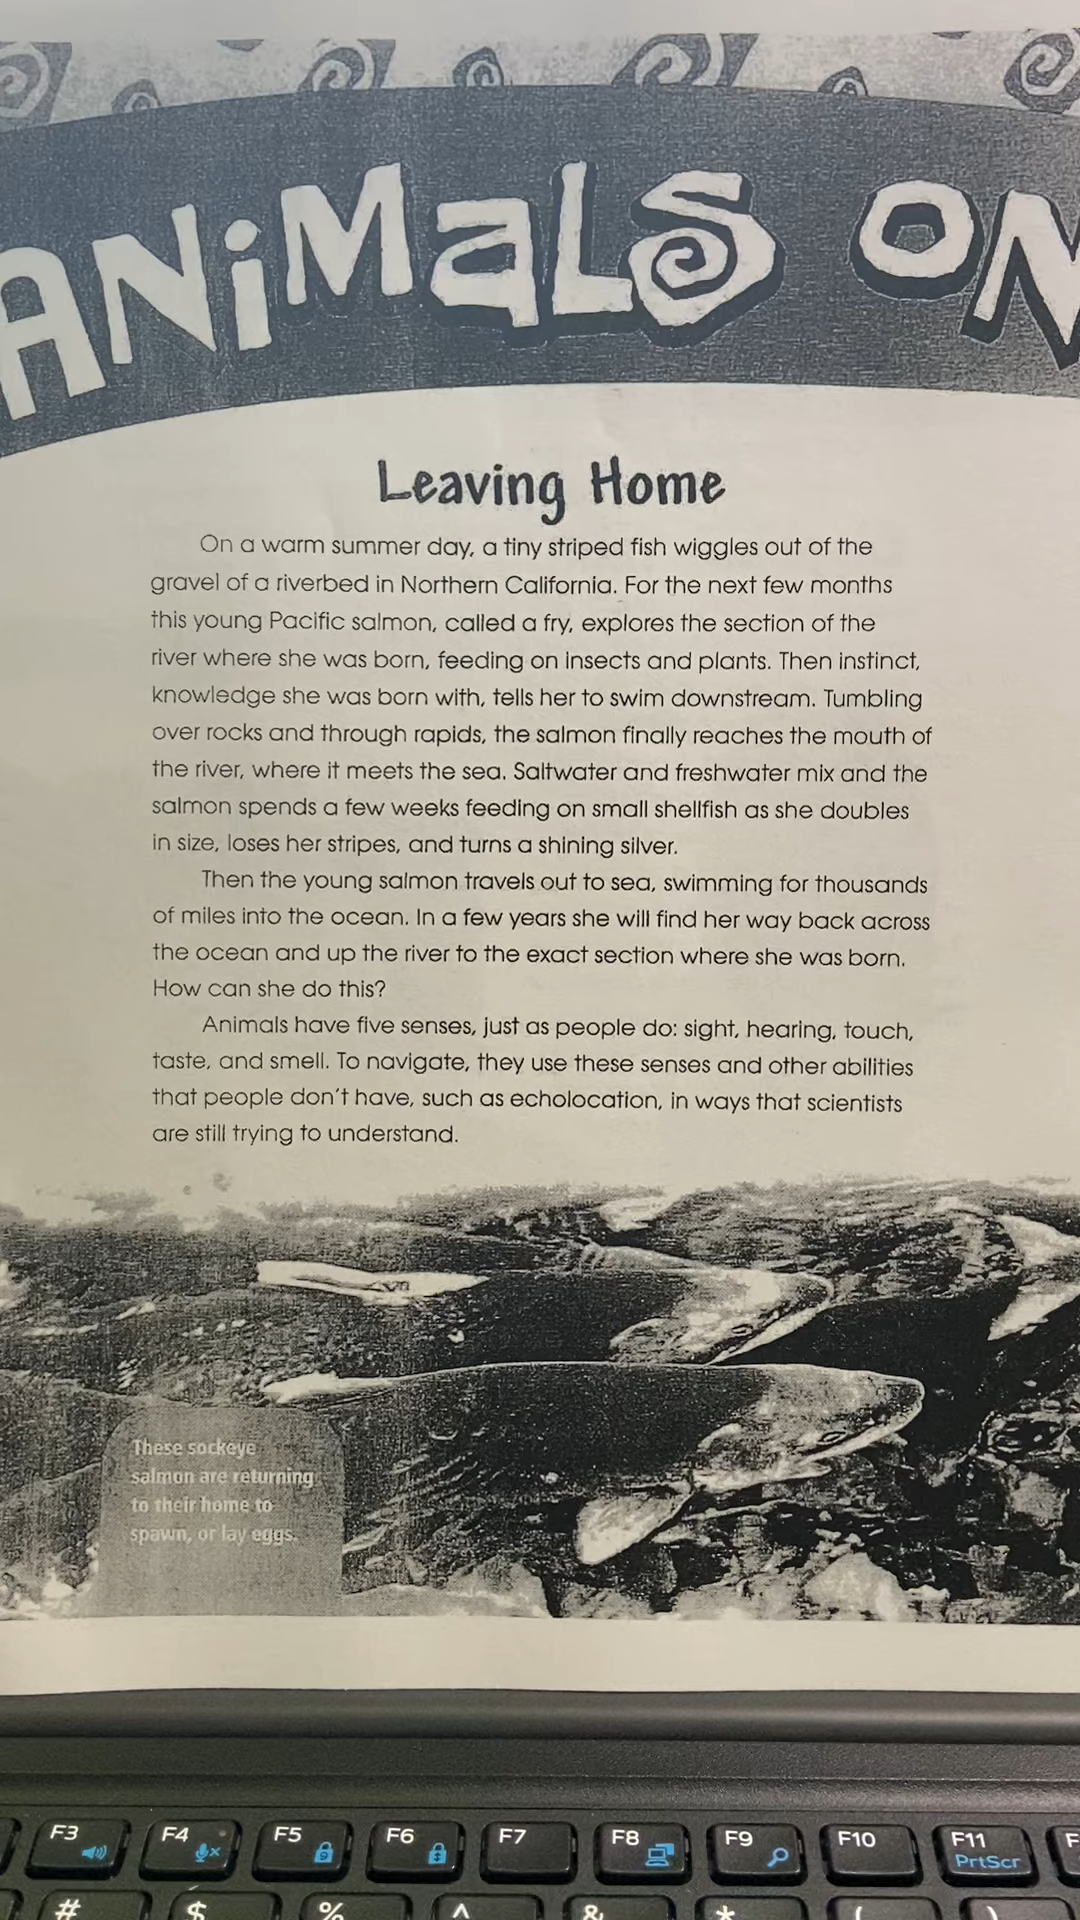 ANiMaLS ON
Leaving Home
On a warm summer day, a tiny striped fish wiggles out of the
gravel of a riverbed in Northern California. For the next few months
this young Pacific salmon, called a fry, explores the section of the
river where she was born, feeding on insects and plants. Then instinct,
knowledge she was born with, tells her to swim downstream. Tumbling
over rocks and through rapids, the salmon finally reaches the mouth of
the river, where it meets the sea. Saltwater and freshwater mix and the
salmon spends a few weeks feeding on small shellfish as she doubles
in size, loses her stripes, and turns a shining silver.
Then the young salmon travels out to sea, swimming for thousands
of miles into the ocean. In a few years she will find her way back across
the ocean and up the river to the exact section where she was born.
How can she do this?
Animals have five senses, just as people do: sight, hearing, touch,
taste, and smell. To navigate, they use these senses and other abilities
that people don't have, such as echolocation, in ways that scientists
are still trying to understand.
These sockeye
salmon are returning
to their home to
spawn, or lay eggs.
F3 F4 F5 F6 F7 F8 F9 F10 F11 F
PrtScr
# $ % ^ & * ( )